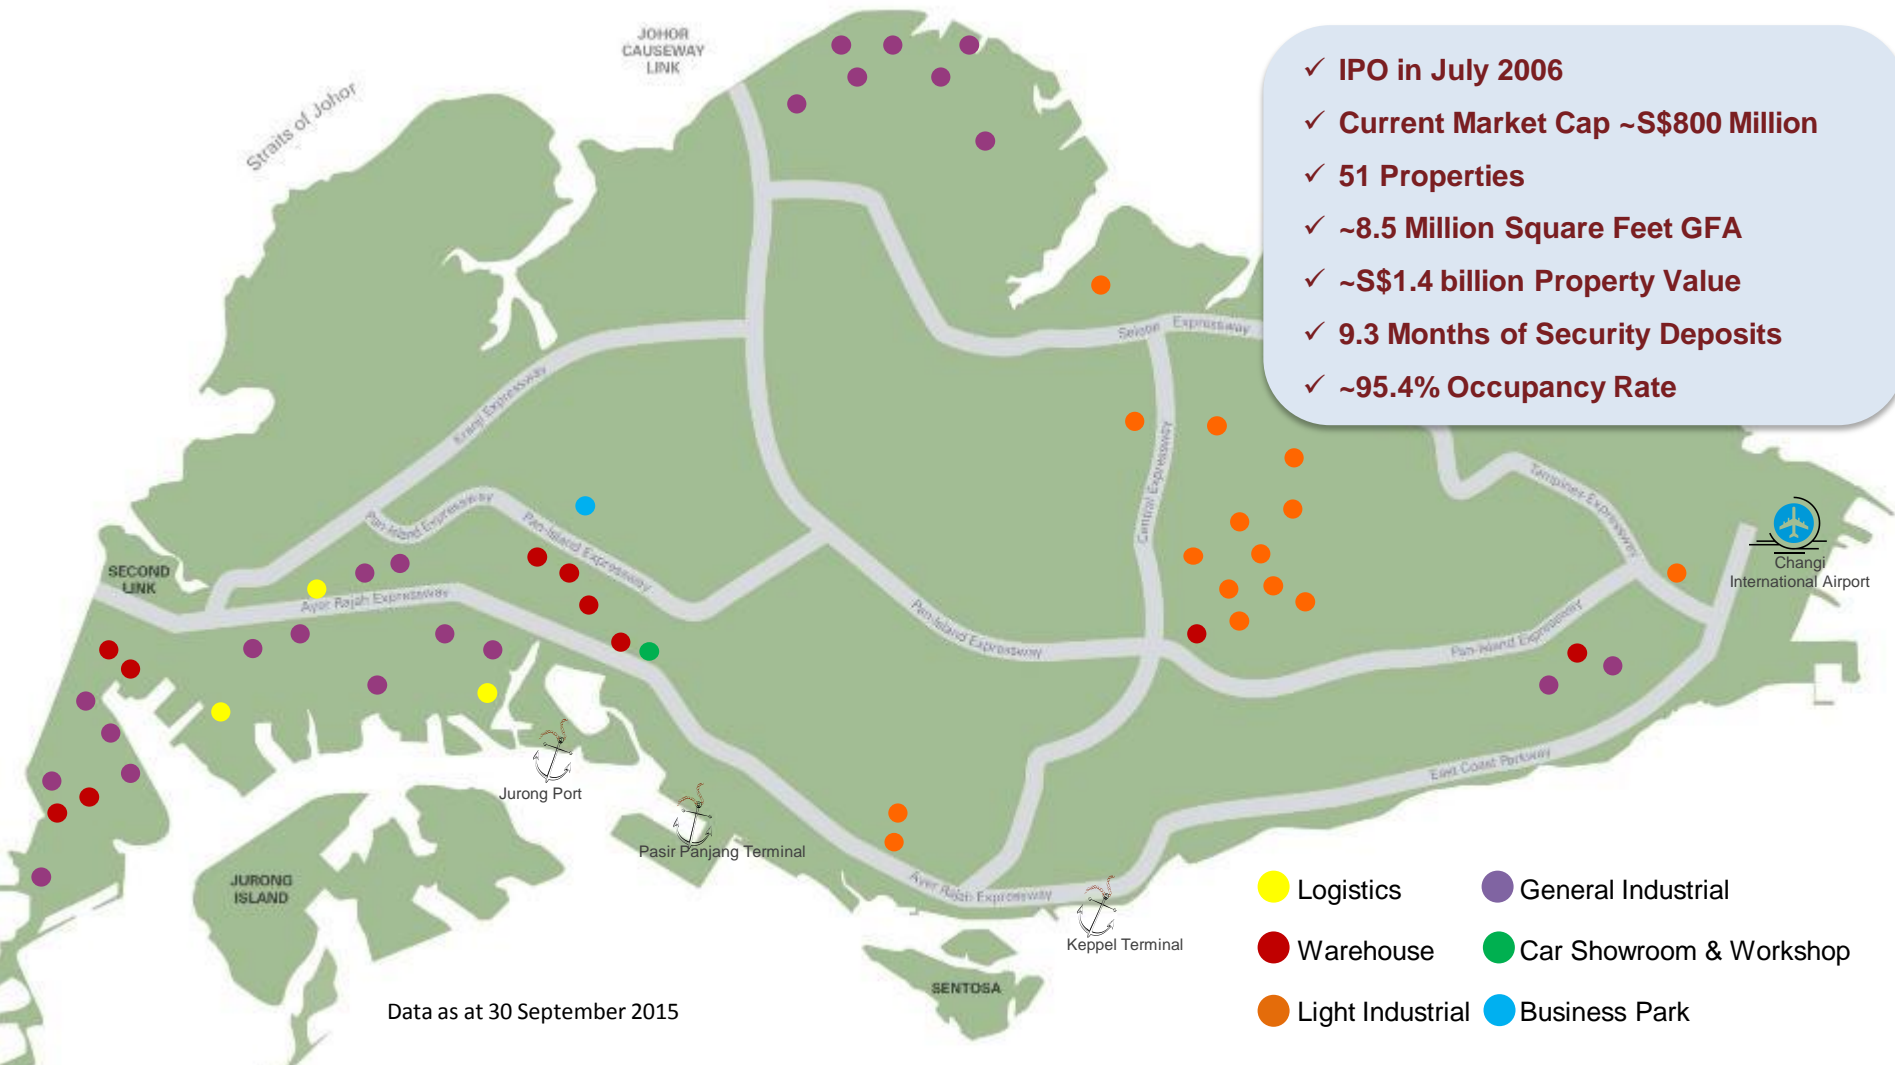 JOHOR
CAUSEWAY
LINK
Straits of Johor
✓ IPO in July 2006
✓ Current Market Cap ~S$800 Million
✓ 51 Properties
✓ ~8.5 Million Square Feet GFA
✓ ~S$1.4 billion Property Value
✓ 9.3 Months of Security Deposits
✓ ~95.4% Occupancy Rate
Seletar Expressway
Kranji Expressway
Central Expressway
Tampines Expressway
Pan-Island Expressway
Pan-Island Expressway
SECOND
LINK
Ayer Rajah Expressway
Changi
International Airport
Pan-Island Expressway
Pan-Island Expressway
East Coast Parkway
Jurong Port
Pasir Panjang Terminal
JURONG
ISLAND
Ayer Rajah Expressway
Keppel Terminal
SENTOSA
Logistics
General Industrial
Warehouse
Car Showroom & Workshop
Light Industrial
Business Park
Data as at 30 September 2015